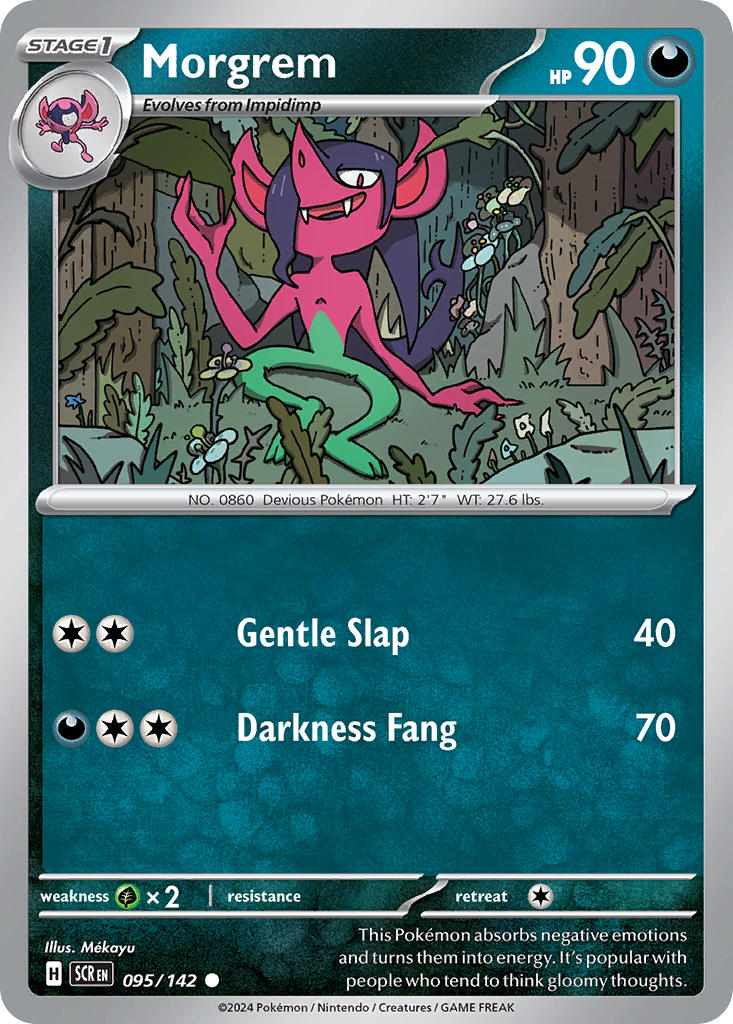 STAGE1
Morgrem
HP 90
Evolves from Impidimp
NO. 0860 Devious Pokémon HT: 2'7" WT: 27.6 lbs.
Gentle Slap 40
Darkness Fang 70
weakness ×2 resistance retreat
Illus. Mékayu
This Pokémon absorbs negative emotions
and turns them into energy. It's popular with
people who tend to think gloomy thoughts.
H SCR EN 095/142
©2024 Pokémon / Nintendo / Creatures / GAME FREAK